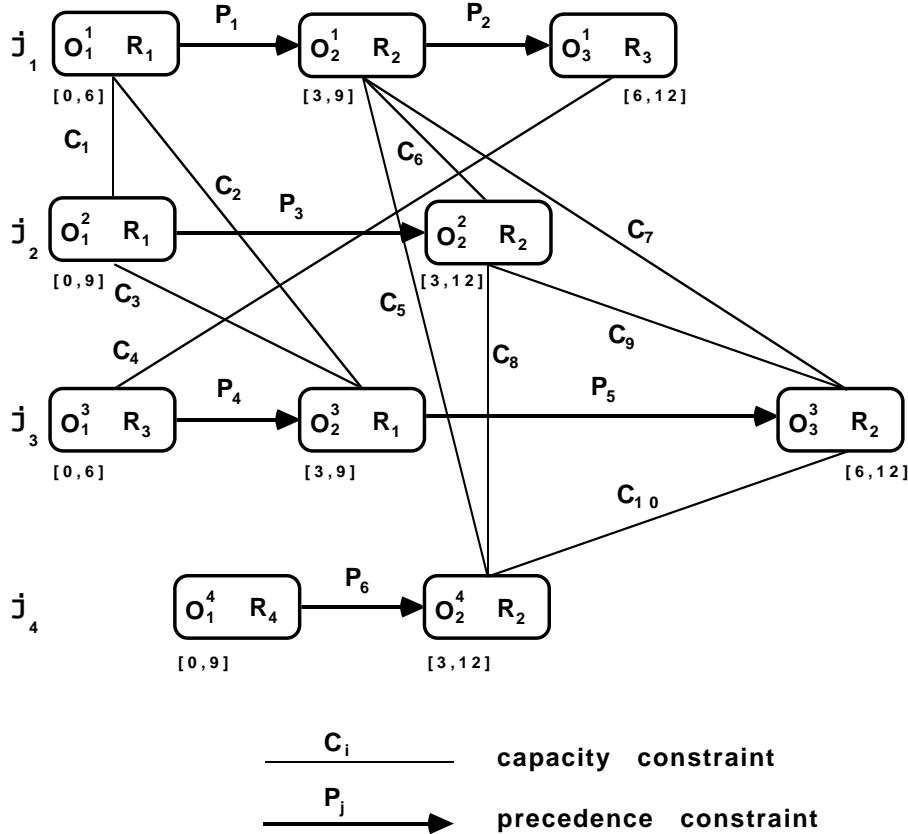 P1 P2
j1 O11 R1 O12 R2 O13 R3
[0,6] [3,9] [6,12]
C1 C6
C2
P3
j2 O21 R1 O22 R2 C7
[0,9] [3,12]
C3 C5
C4 C8 C9
P4 P5
j3 O31 R3 O32 R1 O33 R2
[0,6] [3,9] [6,12]
C10
P6
j4 O41 R4 O42 R2
[0,9] [3,12]
Ci capacity constraint
Pj precedence constraint